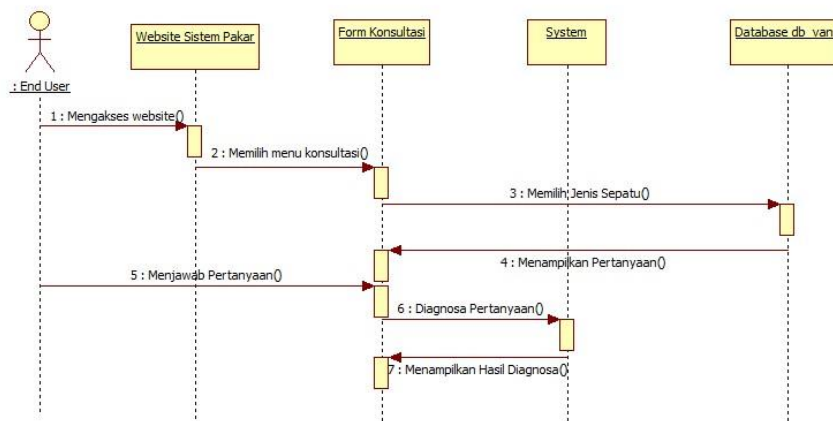 Website Sistem Pakar
Form Konsultasi
System
Database db_van
: End User
1 : Mengakses website()
2 : Memilih menu konsultasi()
3 : Memilih Jenis Sepatu()
4 : Menampilkan Pertanyaan()
5 : Menjawab Pertanyaan()
6 : Diagnosa Pertanyaan()
7 : Menampilkan Hasil Diagnosa()